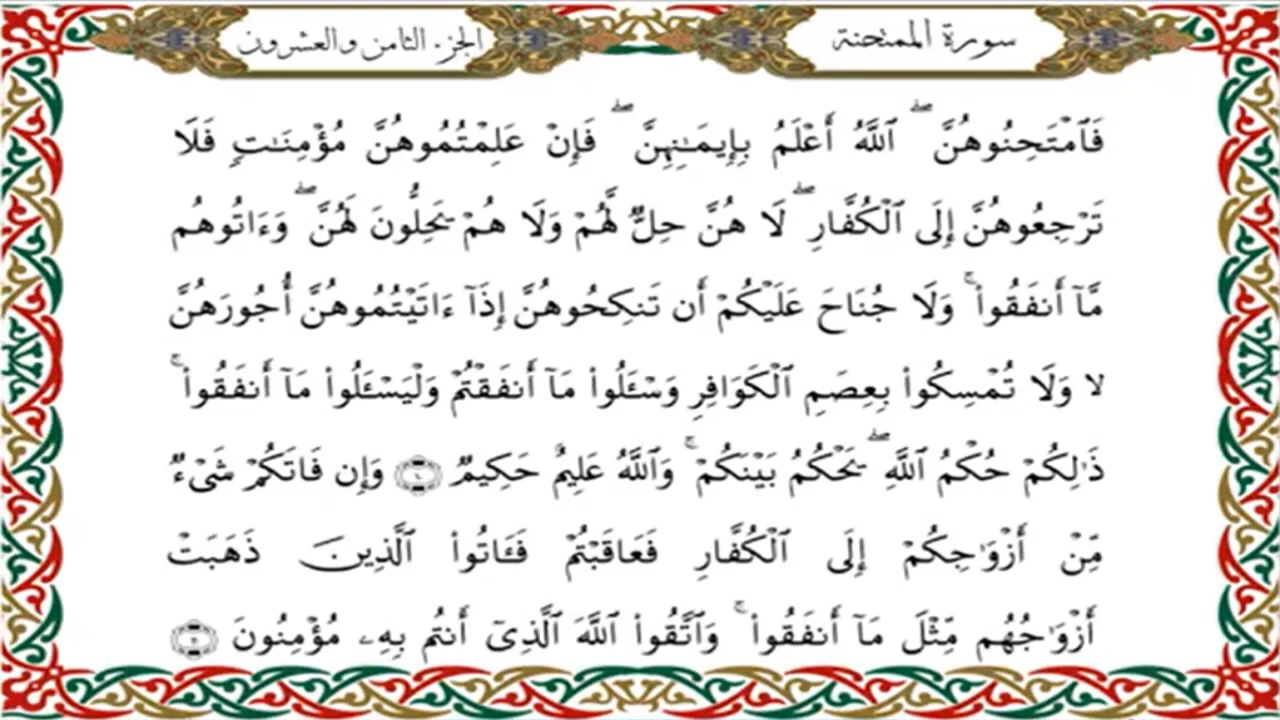 سورة الممتحنة
الجزء الثامن والعشرون
فَٱمْتَحِنُوهُنَّ ۖ ٱللَّهُ أَعْلَمُ بِإِيمَـٰنِهِنَّ ۖ فَإِنْ عَلِمْتُمُوهُنَّ مُؤْمِنَـٰتٍ فَلَا
تَرْجِعُوهُنَّ إِلَى ٱلْكُفَّارِ ۖ لَا هُنَّ حِلٌّ لَّهُمْ وَلَا هُمْ يَحِلُّونَ لَهُنَّ ۖ وَءَاتُوهُم
مَّآ أَنفَقُوا۟ ۚ وَلَا جُنَاحَ عَلَيْكُمْ أَن تَنكِحُوهُنَّ إِذَآ ءَاتَيْتُمُوهُنَّ أُجُورَهُنَّ
ۙ وَلَا تُمْسِكُوا۟ بِعِصَمِ ٱلْكَوَافِرِ وَسْـَٔلُوا۟ مَآ أَنفَقْتُمْ وَلْيَسْـَٔلُوا۟ مَآ أَنفَقُوا۟ ۚ
ذَٰلِكُمْ حُكْمُ ٱللَّهِ ۖ يَحْكُمُ بَيْنَكُمْ ۚ وَٱللَّهُ عَلِيمٌ حَكِيمٌ ۝١٠ وَإِن فَاتَكُمْ شَىْءٌ
مِّنْ أَزْوَٰجِكُمْ إِلَى ٱلْكُفَّارِ فَعَاقَبْتُمْ فَـَٔاتُوا۟ ٱلَّذِينَ ذَهَبَتْ
أَزْوَٰجُهُم مِّثْلَ مَآ أَنفَقُوا۟ ۚ وَٱتَّقُوا۟ ٱللَّهَ ٱلَّذِىٓ أَنتُم بِهِۦ مُؤْمِنُونَ ۝١١